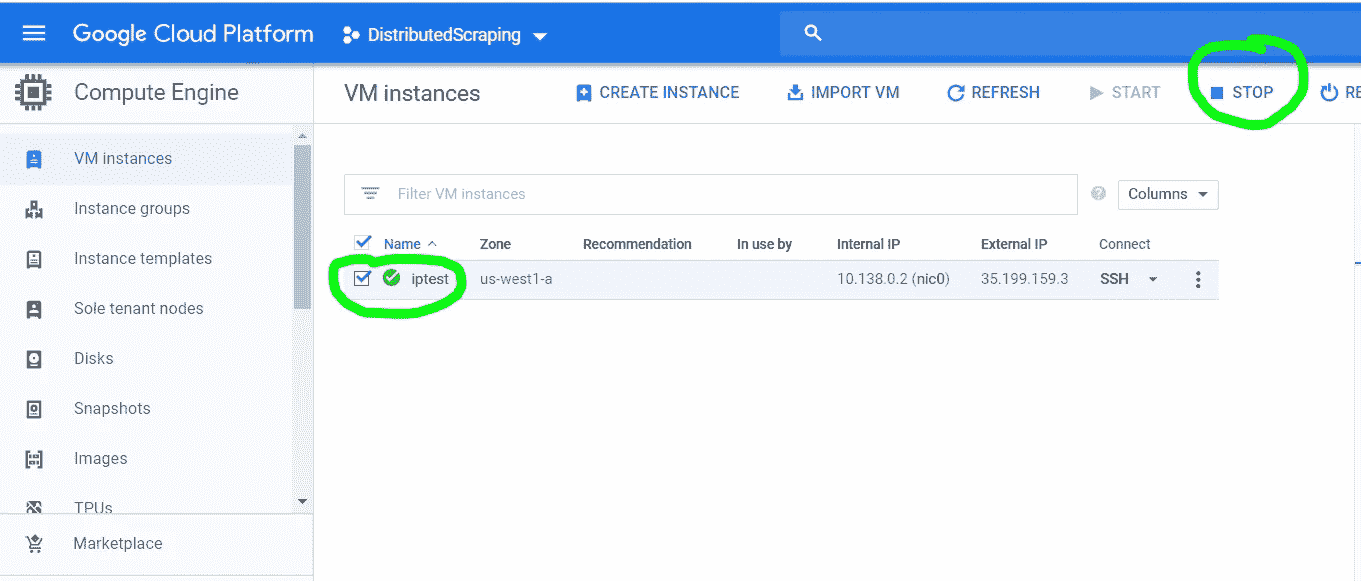 Google Cloud Platform DistributedScraping
Compute Engine
VM instances CREATE INSTANCE IMPORT VM REFRESH START STOP RE
VM instances
Instance groups
Instance templates
Sole tenant nodes
Disks
Snapshots
Images
TPUs
Marketplace
Filter VM instances Columns
Name Zone Recommendation In use by Internal IP External IP Connect
iptest us-west1-a 10.138.0.2 (nic0) 35.199.159.3 SSH